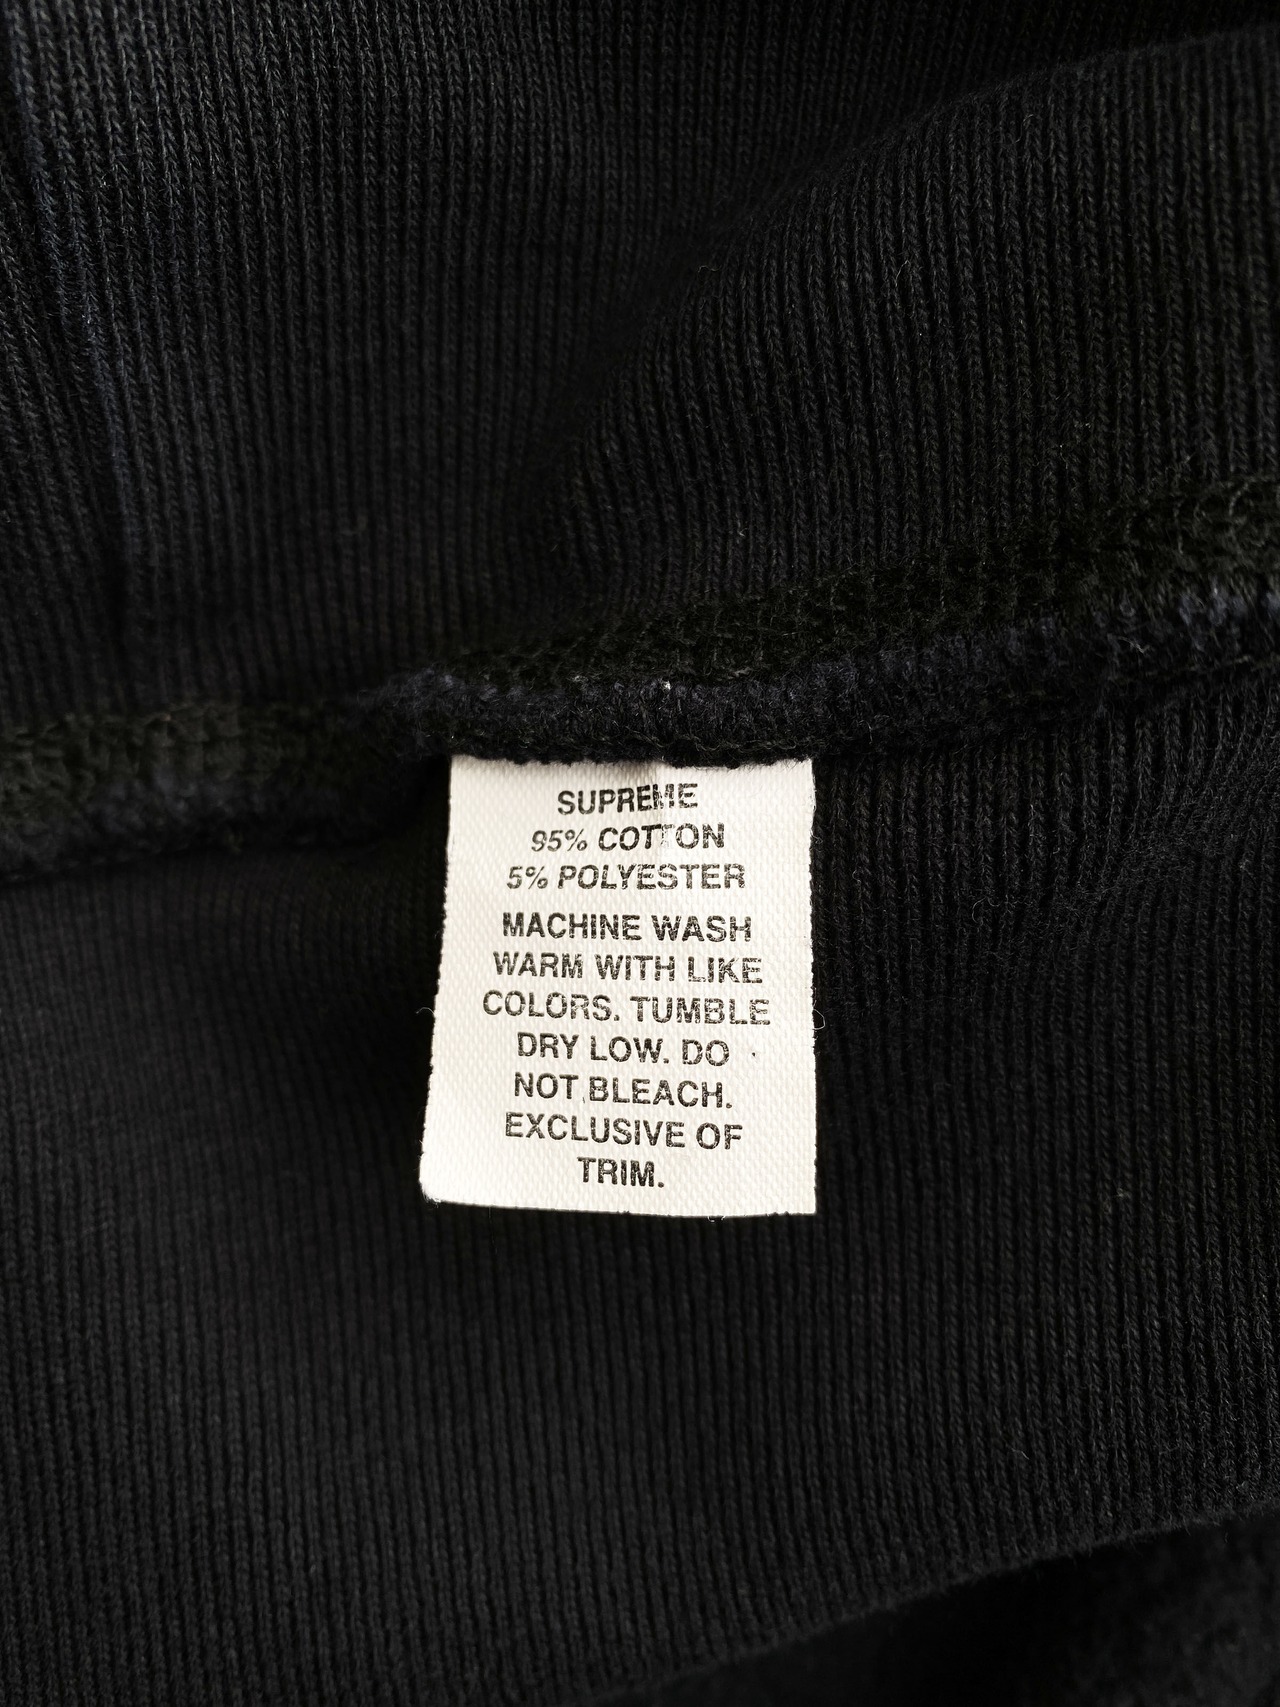 SUPREME
95% COTTON
5% POLYESTER
MACHINE WASH
WARM WITH LIKE
COLORS. TUMBLE
DRY LOW. DO
NOT BLEACH.
EXCLUSIVE OF
TRIM.